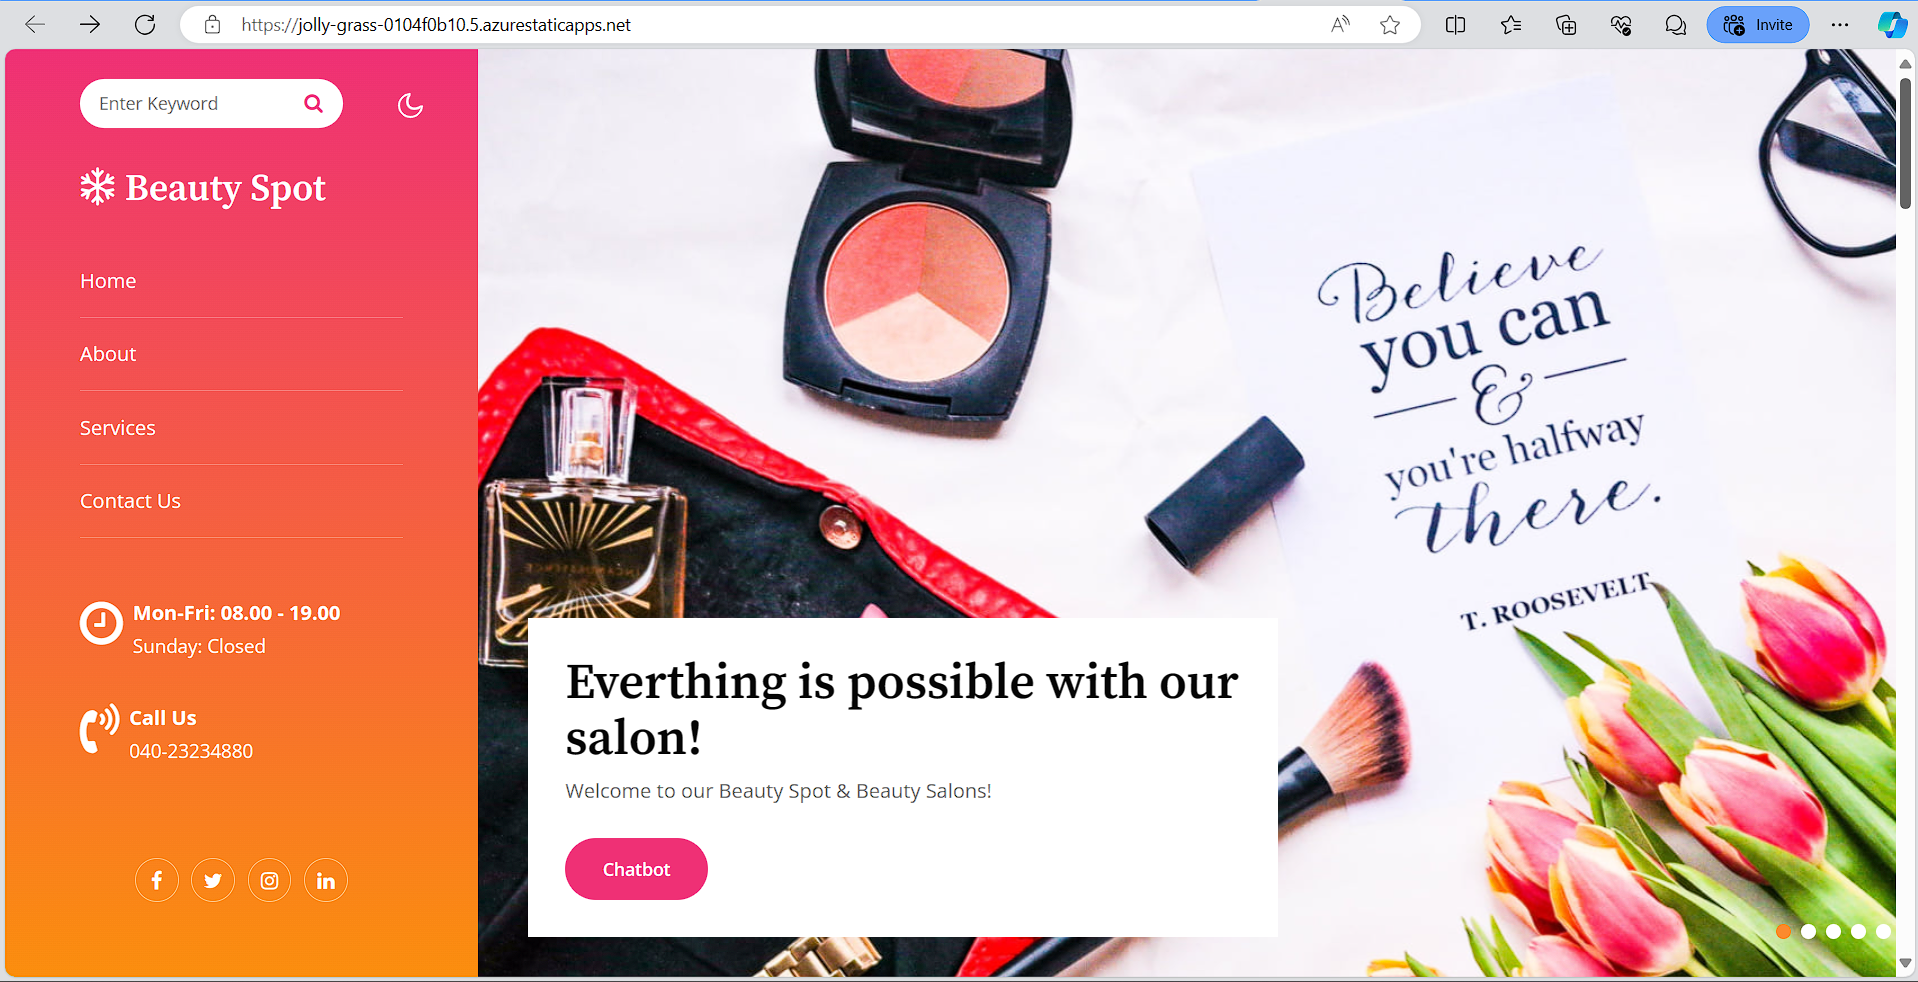 https://jolly-grass-0104f0b10.5.azurestaticapps.net
Invite
Enter Keyword
Beauty Spot
Home
About
Services
Contact Us
Mon-Fri: 08.00 - 19.00
Sunday: Closed
Call Us
040-23234880
Believe
you can
&
you're halfway
there.
T. ROOSEVELT
Everthing is possible with our
salon!
Welcome to our Beauty Spot & Beauty Salons!
Chatbot